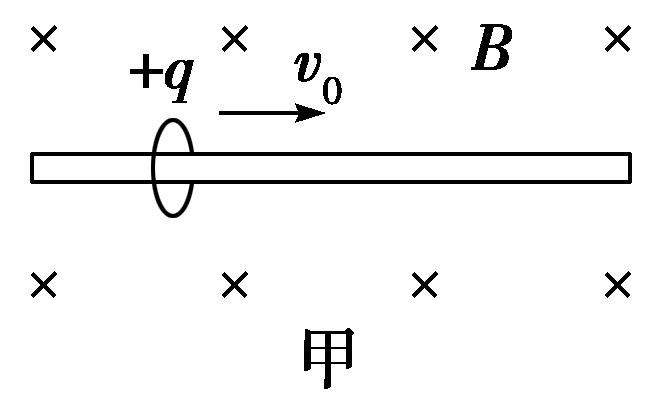 × × × B ×
+q v₀
× × × ×
甲